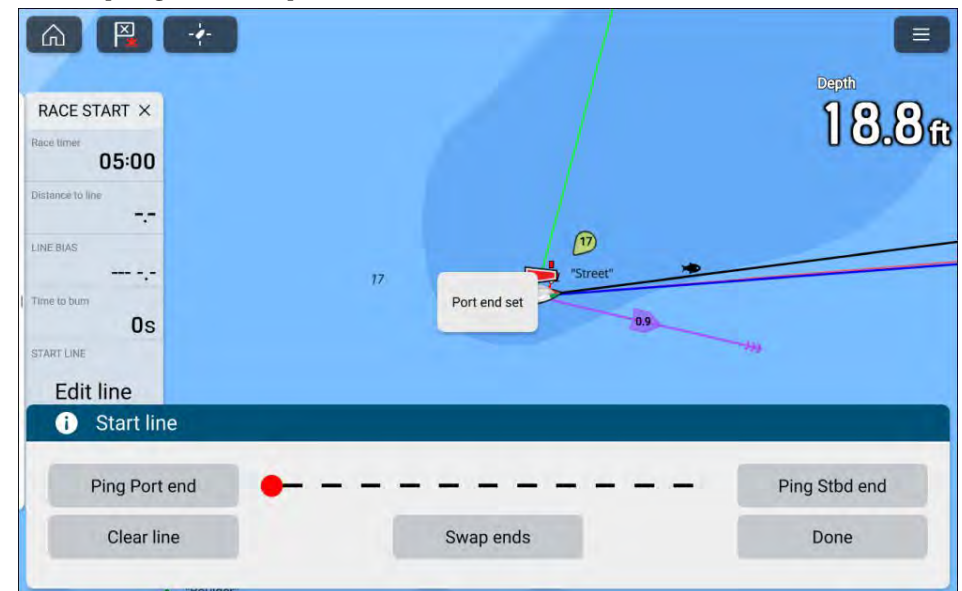 Depth
18.8 ft
RACE START ×
Race timer
05:00
Distance to line
-.-
LINE BIAS
--- -.-
Time to burn
0s
START LINE
Edit line
17
17
"Street"
Port end set
0.9
i Start line
Ping Port end
Ping Stbd end
Clear line
Swap ends
Done